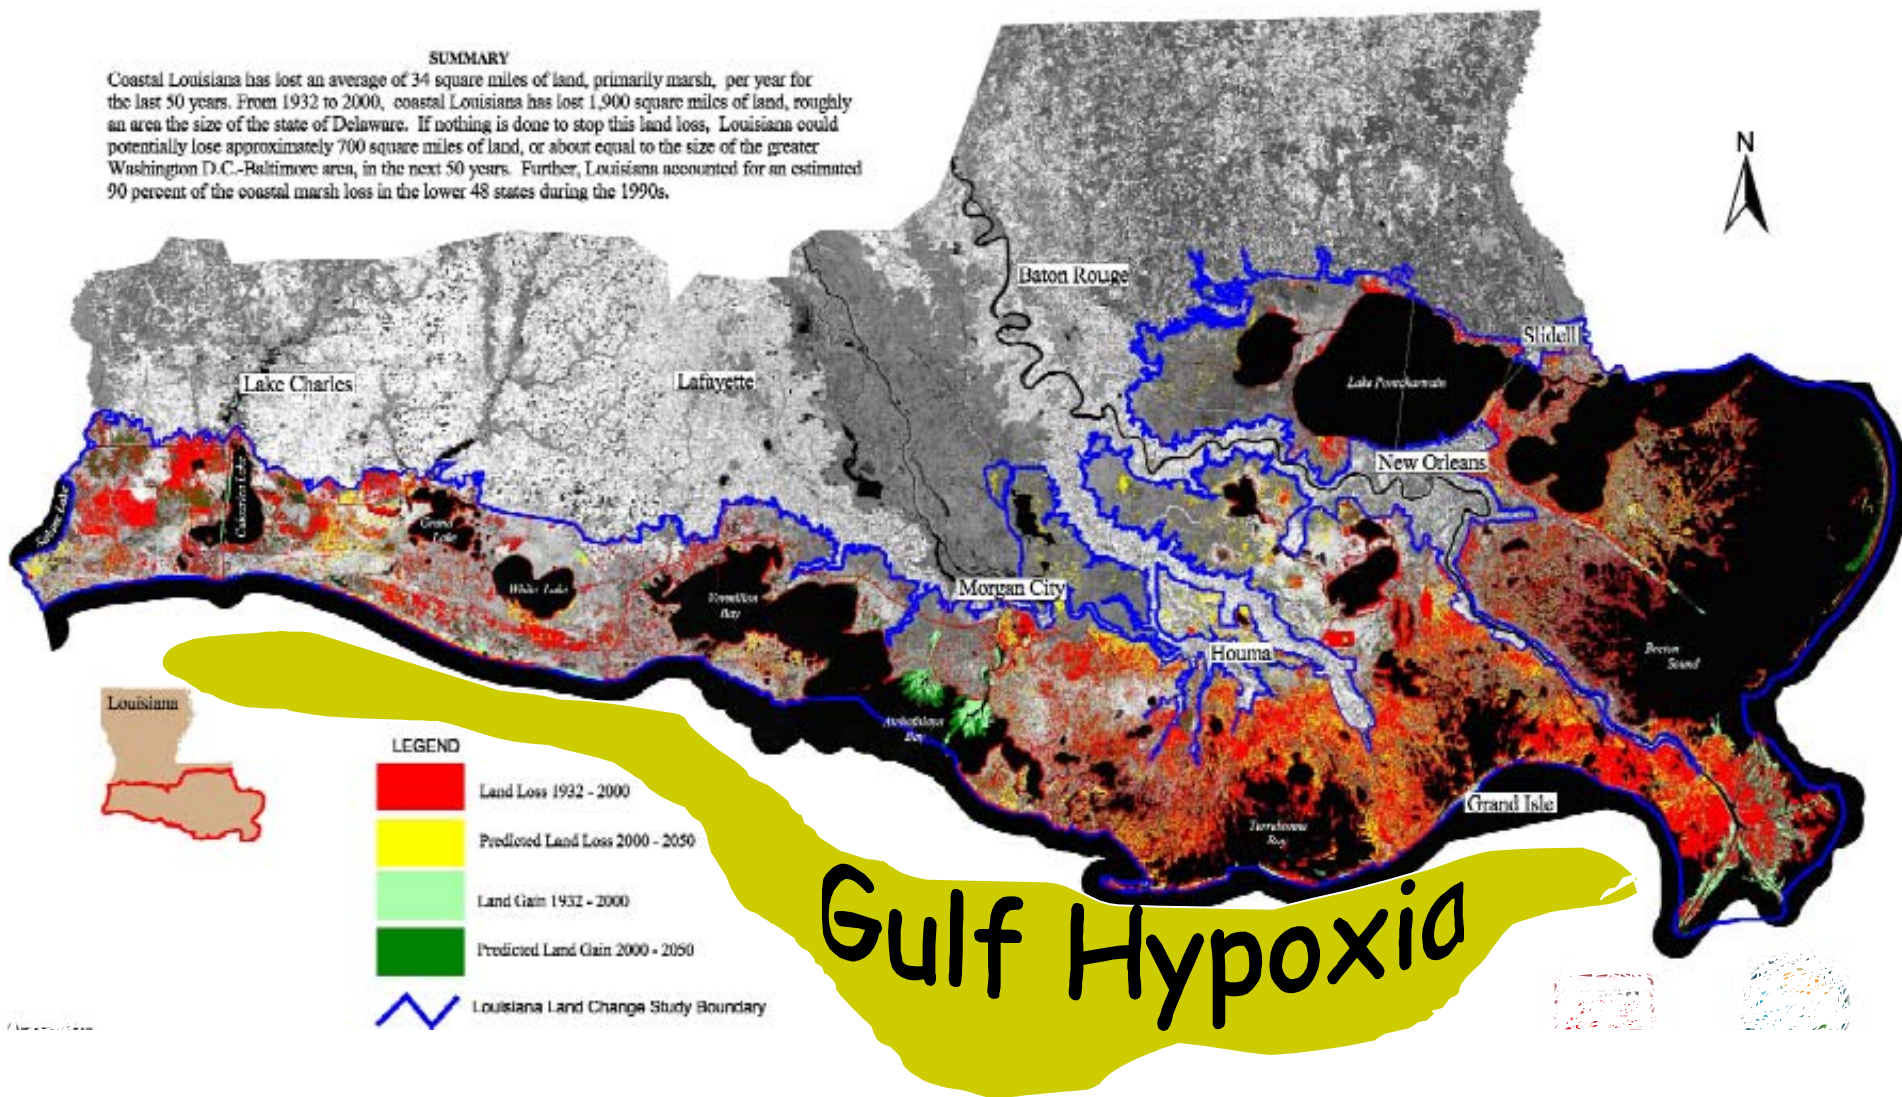 SUMMARY
Coastal Louisiana has lost an average of 34 square miles of land, primarily marsh, per year for
the last 50 years. From 1932 to 2000, coastal Louisiana has lost 1,900 square miles of land, roughly
an area the size of the state of Delaware. If nothing is done to stop this land loss, Louisiana could
potentially lose approximately 700 square miles of land, or about equal to the size of the greater
Washington D.C.-Baltimore area, in the next 50 years. Further, Louisiana accounted for an estimated
90 percent of the coastal marsh loss in the lower 48 states during the 1990s.
N
Baton Rouge
Slidell
Lake Charles
Lafayette
Lake Pontchartrain
New Orleans
Sabine Lake
Calcasieu Lake
Grand
Lake
White Lake
Vermilion
Bay
Morgan City
Houma
Breton
Sound
Atchafalaya
Bay
Louisiana
LEGEND
Land Loss 1932 - 2000
Predicted Land Loss 2000 - 2050
Land Gain 1932 - 2000
Predicted Land Gain 2000 - 2050
Louisiana Land Change Study Boundary
Grand Isle
Terrebonne
Bay
Gulf Hypoxia